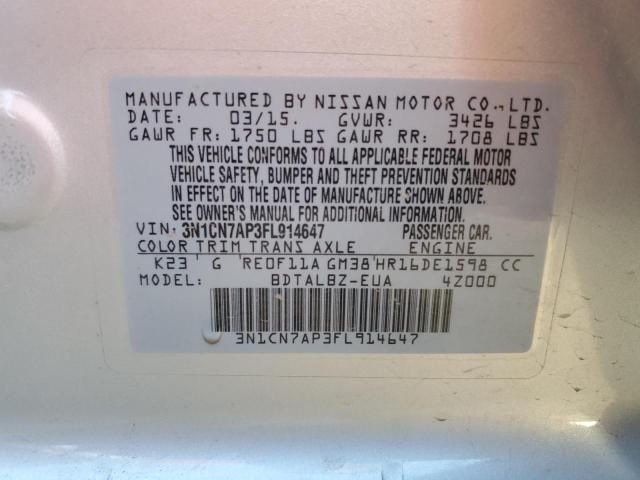 MANUFACTURED BY NISSAN MOTOR CO., LTD.
DATE: 03/15. GVWR: 3426 LBS
GAWR FR: 1750 LBS GAWR RR: 1708 LBS
THIS VEHICLE CONFORMS TO ALL APPLICABLE FEDERAL MOTOR
VEHICLE SAFETY, BUMPER AND THEFT PREVENTION STANDARDS
IN EFFECT ON THE DATE OF MANUFACTURE SHOWN ABOVE.
SEE OWNER'S MANUAL FOR ADDITIONAL INFORMATION.
VIN: 3N1CN7AP3FL914647 PASSENGER CAR.
COLOR TRIM TRANS AXLE ENGINE
K23 G RE0F11A GM38 HR16DE1598 CC
MODEL: BDTALBZ-EUA 4Z000
3N1CN7AP3FL914647